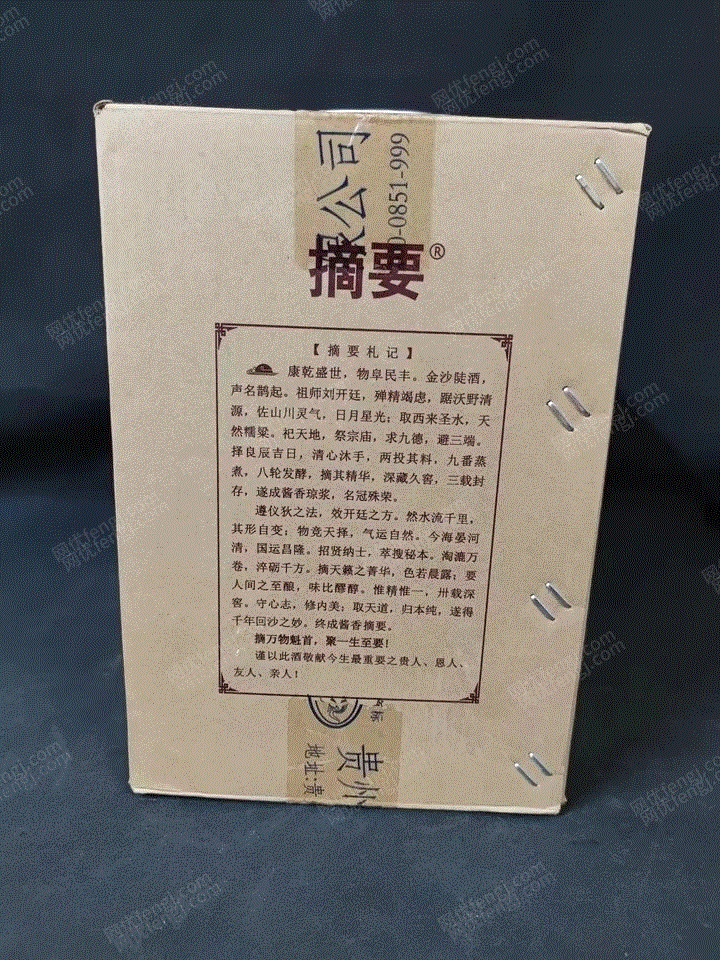 限公司
0-0851-999
摘要®
【摘要札记】
康乾盛世，物阜民丰。金沙陡酒，
声名鹊起。祖师刘开廷，殚精竭虑，踞沃野清
源，佐山川灵气，日月星光；取西来圣水，天
然糯粱。祀天地，祭宗庙，求九德，避三端。
择良辰吉日，清心沐手，两投其料，九番蒸
煮，八轮发酵，摘其精华，深藏久窖，三载封
存，遂成酱香琼浆，名冠殊荣。
遵仪狄之法，效开廷之方。然水流千里，
其形自变；物竞天择，气运自然。今海晏河
清，国运昌隆。招贤纳士，萃搜秘本。淘漉万
卷，淬砺千方。摘天籁之菁华，色若晨露；要
人间之至酿，味比醪醇。惟精惟一，卅载深
窖。守心志，修内美；取天道，归本纯，遂得
千年回沙之妙。终成酱香摘要。
摘万物魁首，聚一生至要！
谨以此酒敬献今生最重要之贵人、恩人、
友人、亲人！
贵州
地址:贵
网优fengj.com